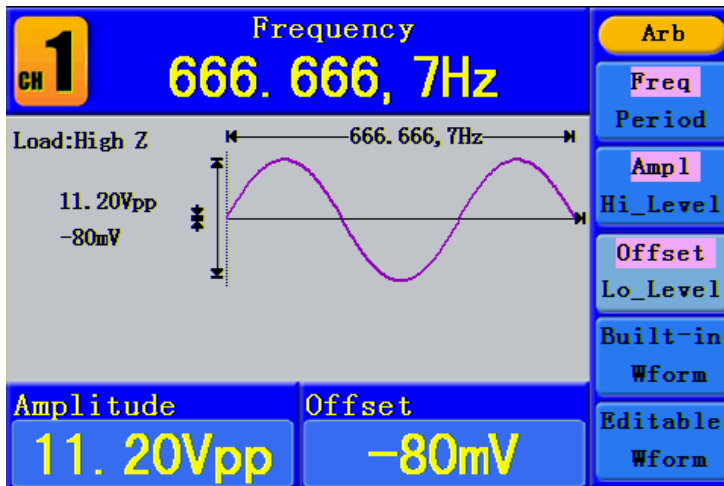 CH 1
Frequency
666.666,7Hz
Load:High Z
666.666,7Hz
11.20Vpp
-80mV
Amplitude
11.20Vpp
Offset
-80mV
Arb
Freq
Period
Ampl
Hi_Level
Offset
Lo_Level
Built-in
Wform
Editable
Wform